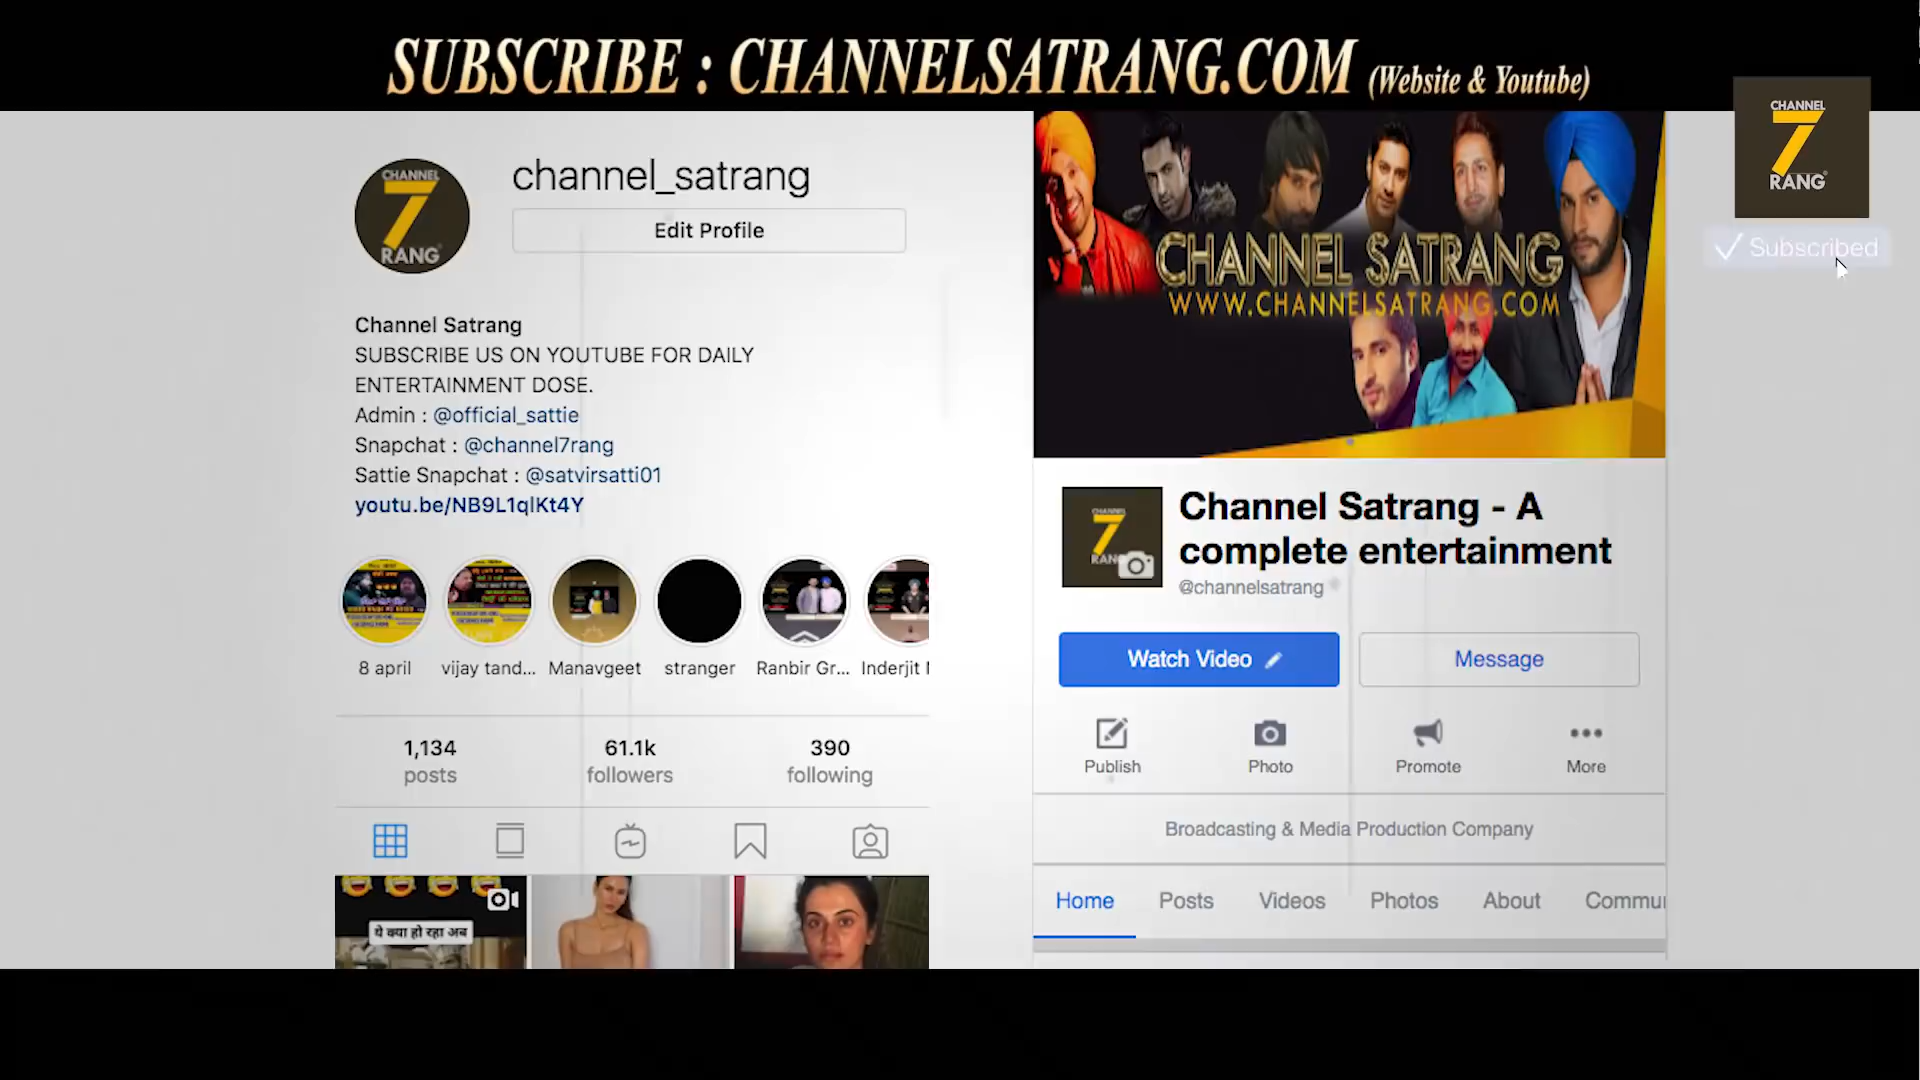 SUBSCRIBE : CHANNELSATRANG.COM (Website & Youtube)
CHANNEL
7
RANG
Subscribed
CHANNEL
7
RANG
channel_satrang
Edit Profile
Channel Satrang
SUBSCRIBE US ON YOUTUBE FOR DAILY
ENTERTAINMENT DOSE.
Admin : @official_sattie
Snapchat : @channel7rang
Sattie Snapchat : @satvirsatti01
youtu.be/NB9L1qlKt4Y
8 april
vijay tand...
Manavgeet
stranger
Ranbir Gr...
Inderjit
1,134
posts
61.1k
followers
390
following
ये क्या हो रहा अब
CHANNEL SATRANG
WWW.CHANNELSATRANG.COM
CHANNEL
7
RANG
Channel Satrang - A
complete entertainment
@channelsatrang
Watch Video
Message
Publish
Photo
Promote
More
Broadcasting & Media Production Company
Home
Posts
Videos
Photos
About
Commu